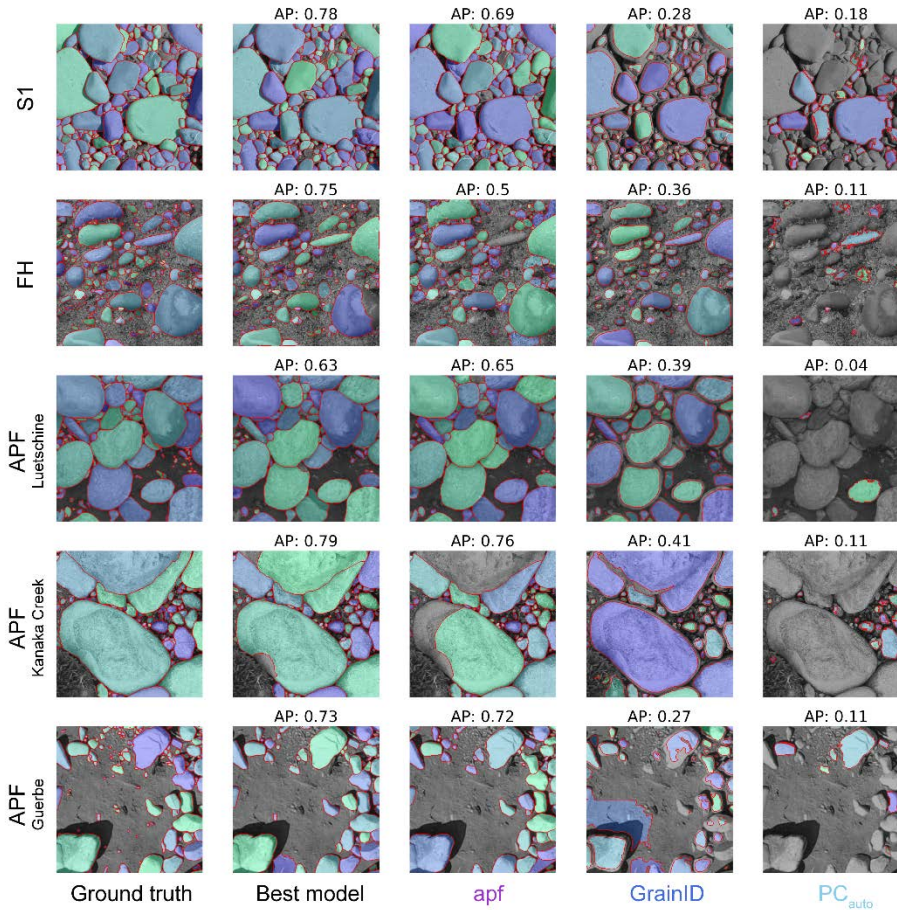 AP: 0.78 AP: 0.69 AP: 0.28 AP: 0.18
S1
AP: 0.75 AP: 0.5 AP: 0.36 AP: 0.11
FH
AP: 0.63 AP: 0.65 AP: 0.39 AP: 0.04
APF
Luetschine
AP: 0.79 AP: 0.76 AP: 0.41 AP: 0.11
APF
Kanaka Creek
AP: 0.73 AP: 0.72 AP: 0.27 AP: 0.11
APF
Guerbe
Ground truth Best model apf GrainID PCauto